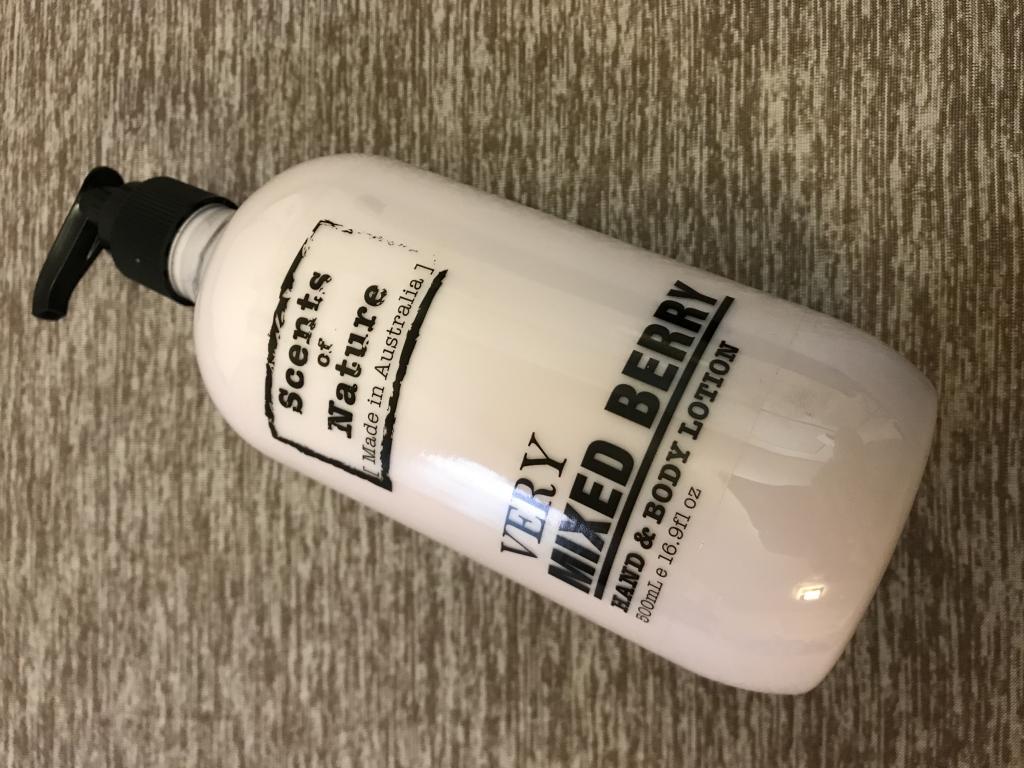 Scents
of
Nature
[ Made in Australia ]
VERY
MIXED BERRY
HAND & BODY LOTION
500mL e 16.9fl oz